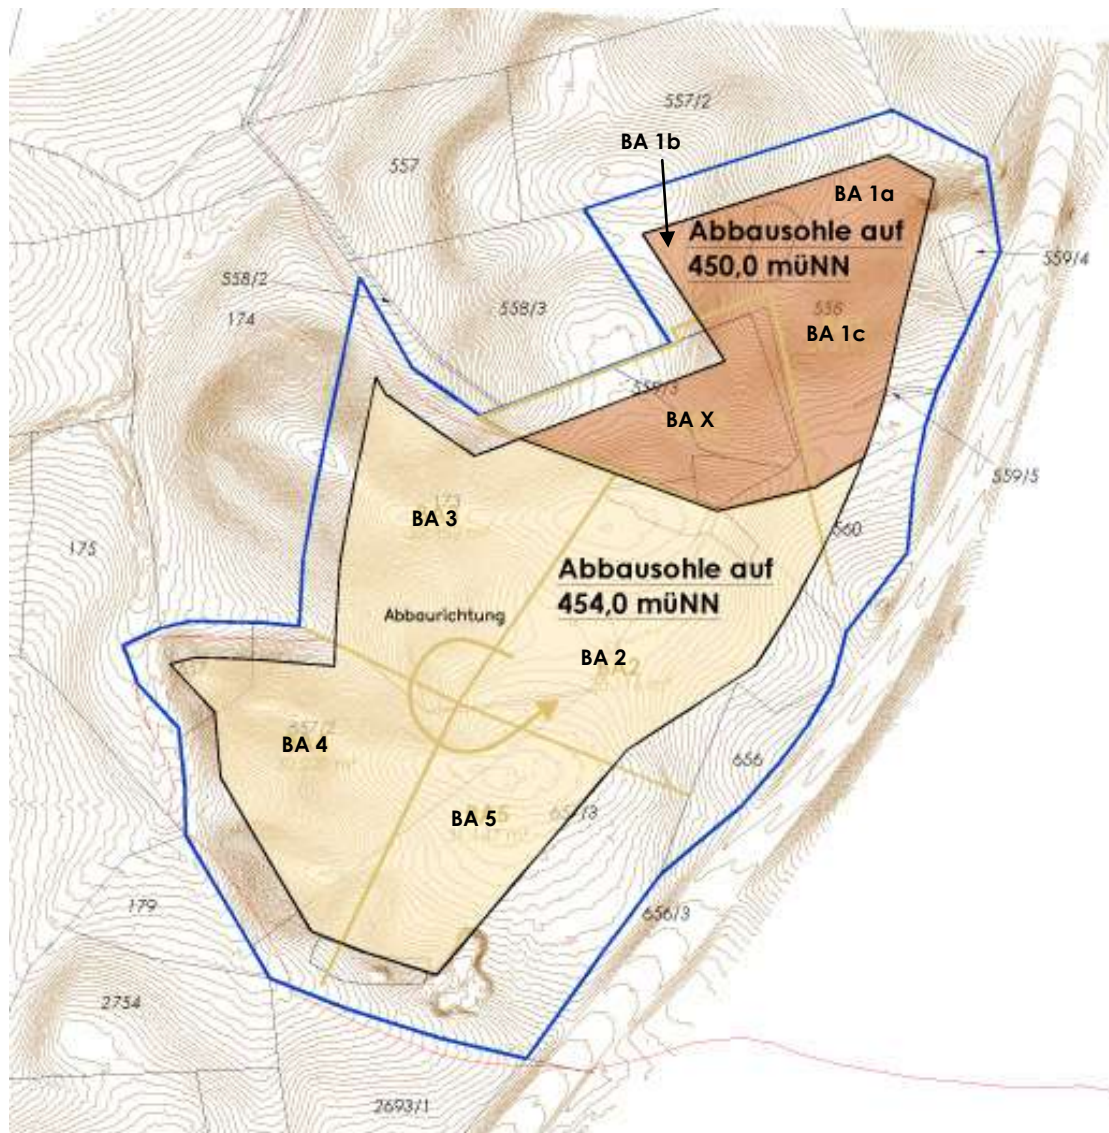 557/2
BA 1b
557
BA 1a
Abbausohle auf
450,0 müNN
559/4
558/2
174
558/3
556
BA 1c
BA X
559/5
BA 3
175
560
Abbausohle auf
454,0 müNN
Abbaurichtung
BA 2
BA 4
656
BA 5
179
656/3
2754
2693/1